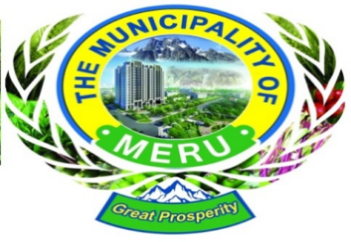 THE MUNICIPALITY OF
MERU
Great Prosperity